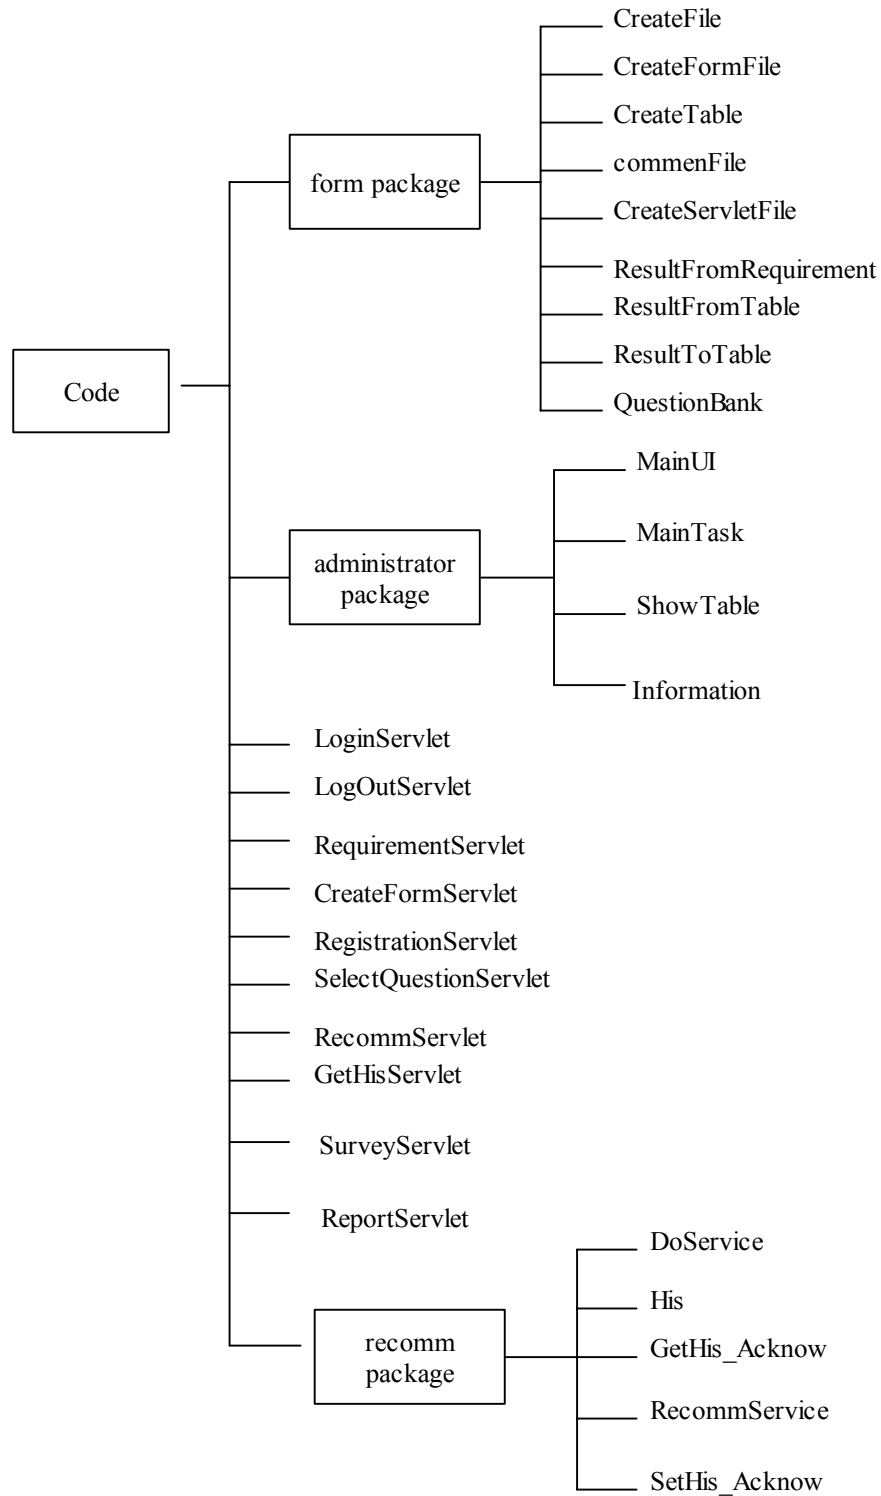 CreateFile
CreateFormFile
CreateTable
commenFile
CreateServletFile
ResultFromRequirement
ResultFromTable
ResultToTable
QuestionBank
form package
Code
MainUI
MainTask
ShowTable
Information
administrator
package
LoginServlet
LogOutServlet
RequirementServlet
CreateFormServlet
RegistrationServlet
SelectQuestionServlet
RecommServlet
GetHisServlet
SurveyServlet
ReportServlet
recomm
package
DoService
His
GetHis_Acknow
RecommService
SetHis_Acknow